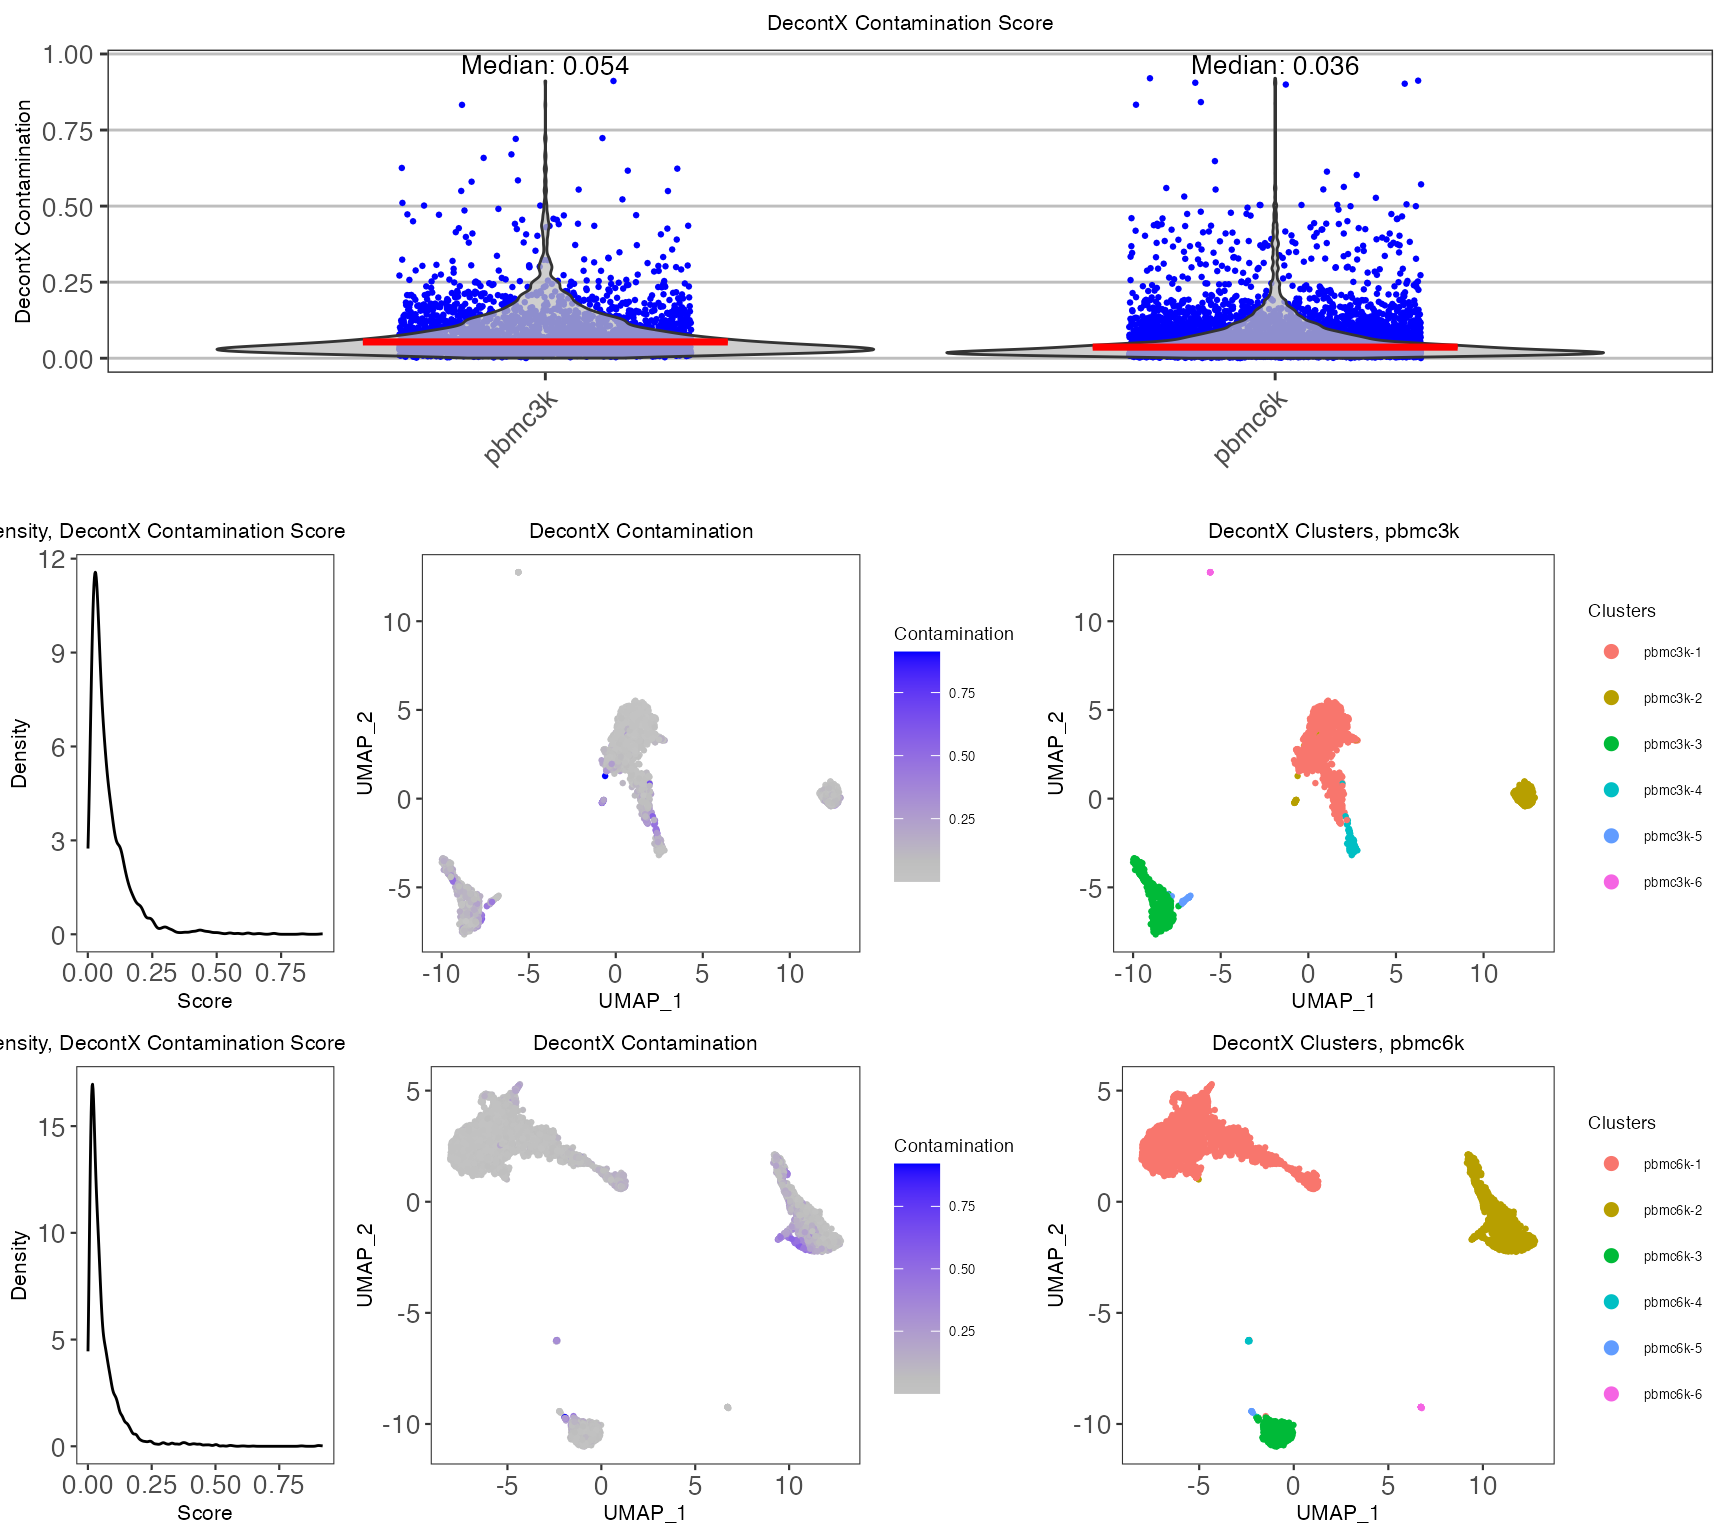 DecontX Contamination Score
DecontX Contamination
1.00
0.75
0.50
0.25
0.00
Median: 0.054
Median: 0.036
pbmc3k
pbmc6k
ensity, DecontX Contamination Score
Density
12
9
6
3
0
0.00 0.25 0.50 0.75
Score
DecontX Contamination
UMAP_2
10
5
0
-5
-10 -5 0 5 10
UMAP_1
Contamination
0.75
0.50
0.25
DecontX Clusters, pbmc3k
UMAP_2
10
5
0
-5
-10 -5 0 5 10
UMAP_1
Clusters
pbmc3k-1
pbmc3k-2
pbmc3k-3
pbmc3k-4
pbmc3k-5
pbmc3k-6
ensity, DecontX Contamination Score
Density
15
10
5
0
0.00 0.25 0.50 0.75
Score
DecontX Contamination
UMAP_2
5
0
-5
-10
-5 0 5 10
UMAP_1
Contamination
0.75
0.50
0.25
DecontX Clusters, pbmc6k
UMAP_2
5
0
-5
-10
-5 0 5 10
UMAP_1
Clusters
pbmc6k-1
pbmc6k-2
pbmc6k-3
pbmc6k-4
pbmc6k-5
pbmc6k-6